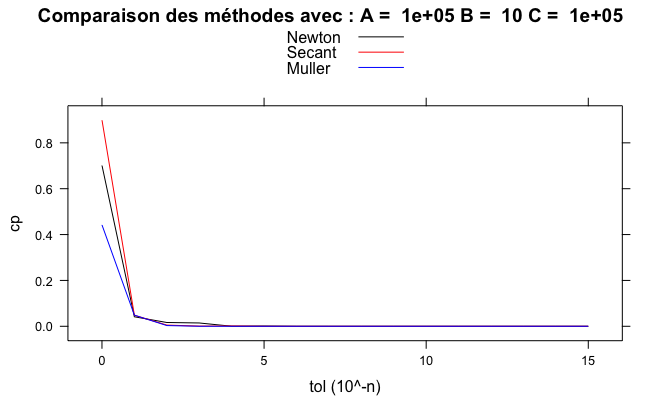 Comparaison des méthodes avec : A = 1e+05 B = 10 C = 1e+05
Newton
Secant
Muller
cp
0.8
0.6
0.4
0.2
0.0
0 5 10 15
tol (10^-n)